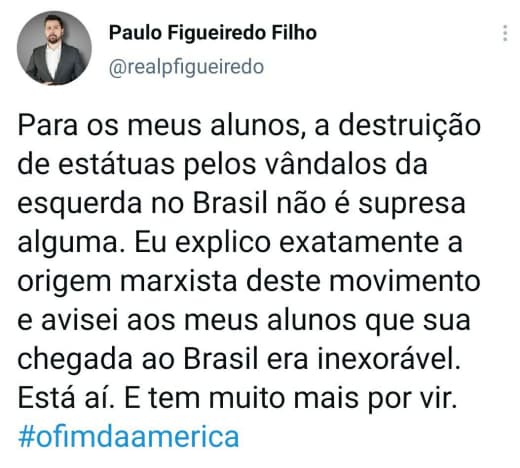 Paulo Figueiredo Filho
@realpfigueiredo
Para os meus alunos, a destruição
de estátuas pelos vândalos da
esquerda no Brasil não é supresa
alguma. Eu explico exatamente a
origem marxista deste movimento
e avisei aos meus alunos que sua
chegada ao Brasil era inexorável.
Está aí. E tem muito mais por vir.
#ofimdaamerica